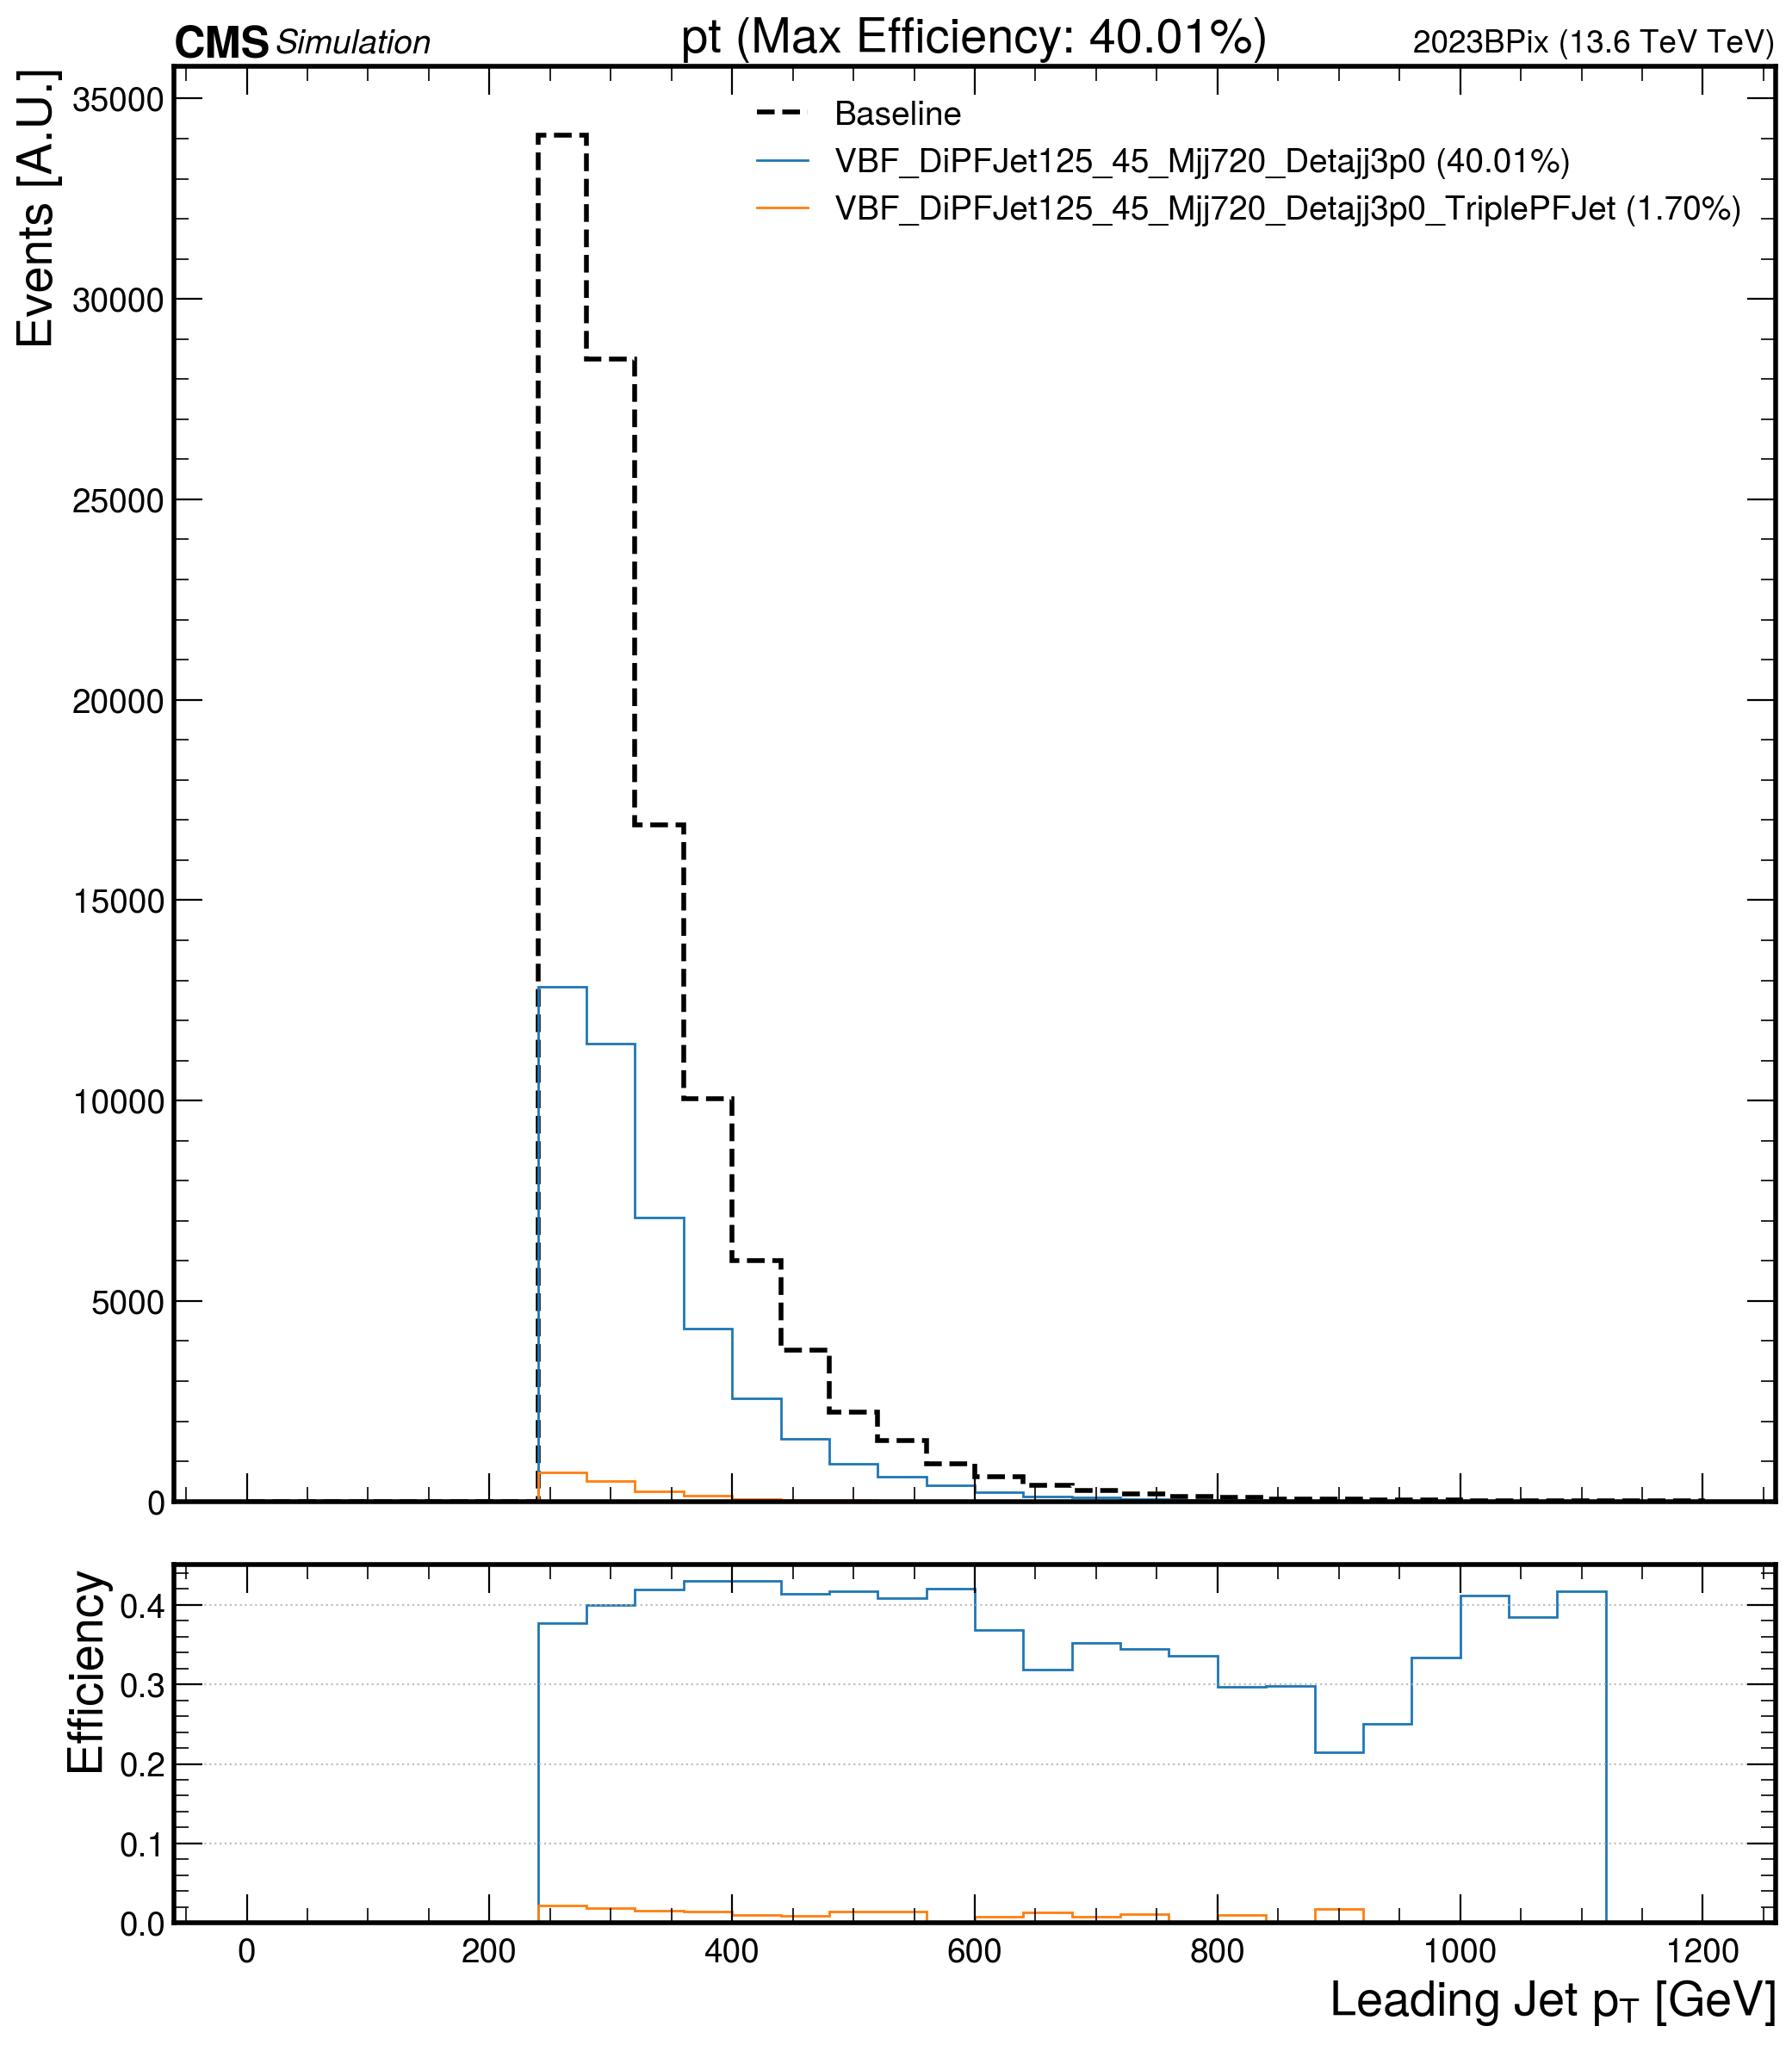 CMS Simulation pt (Max Efficiency: 40.01%) 2023BPix (13.6 TeV TeV)
Events [A.U.]
35000
30000
25000
20000
15000
10000
5000
0
Baseline
VBF_DiPFJet125_45_Mjj720_Detajj3p0 (40.01%)
VBF_DiPFJet125_45_Mjj720_Detajj3p0_TriplePFJet (1.70%)
Efficiency
0.4
0.3
0.2
0.1
0.0
0 200 400 600 800 1000 1200
Leading Jet pT [GeV]